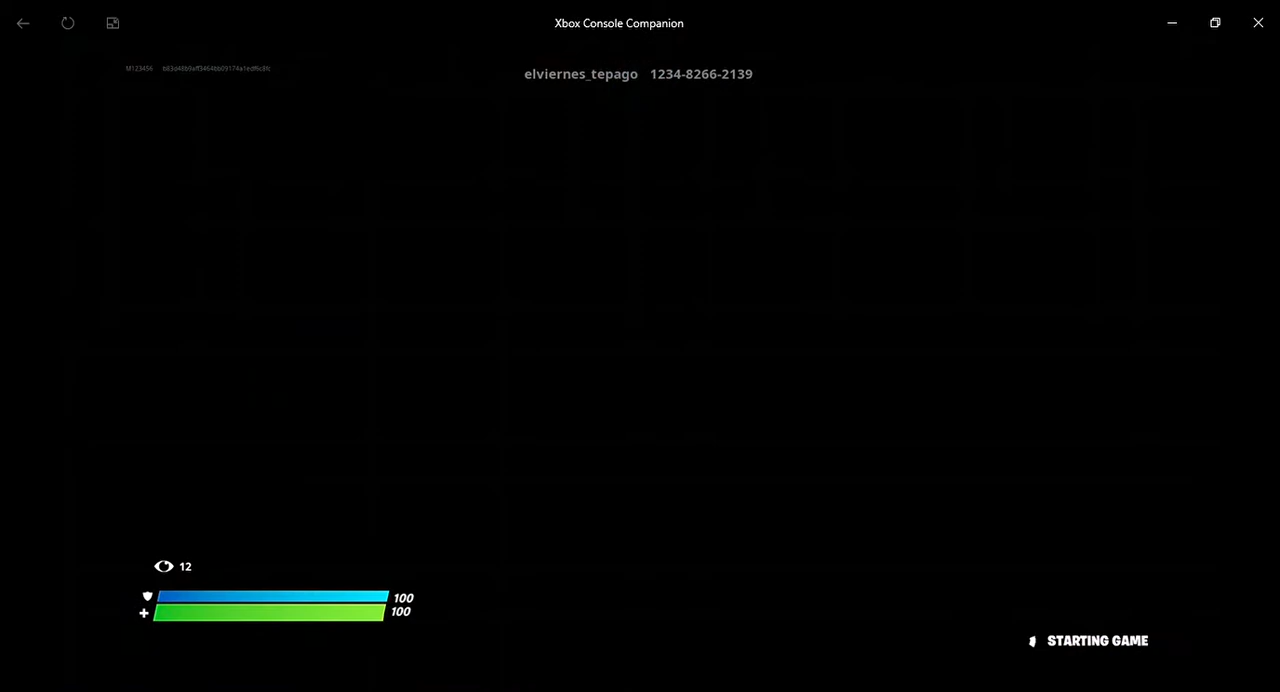 Xbox Console Companion
elviernes_tepago 1234-8266-2139
12
100
100
STARTING GAME